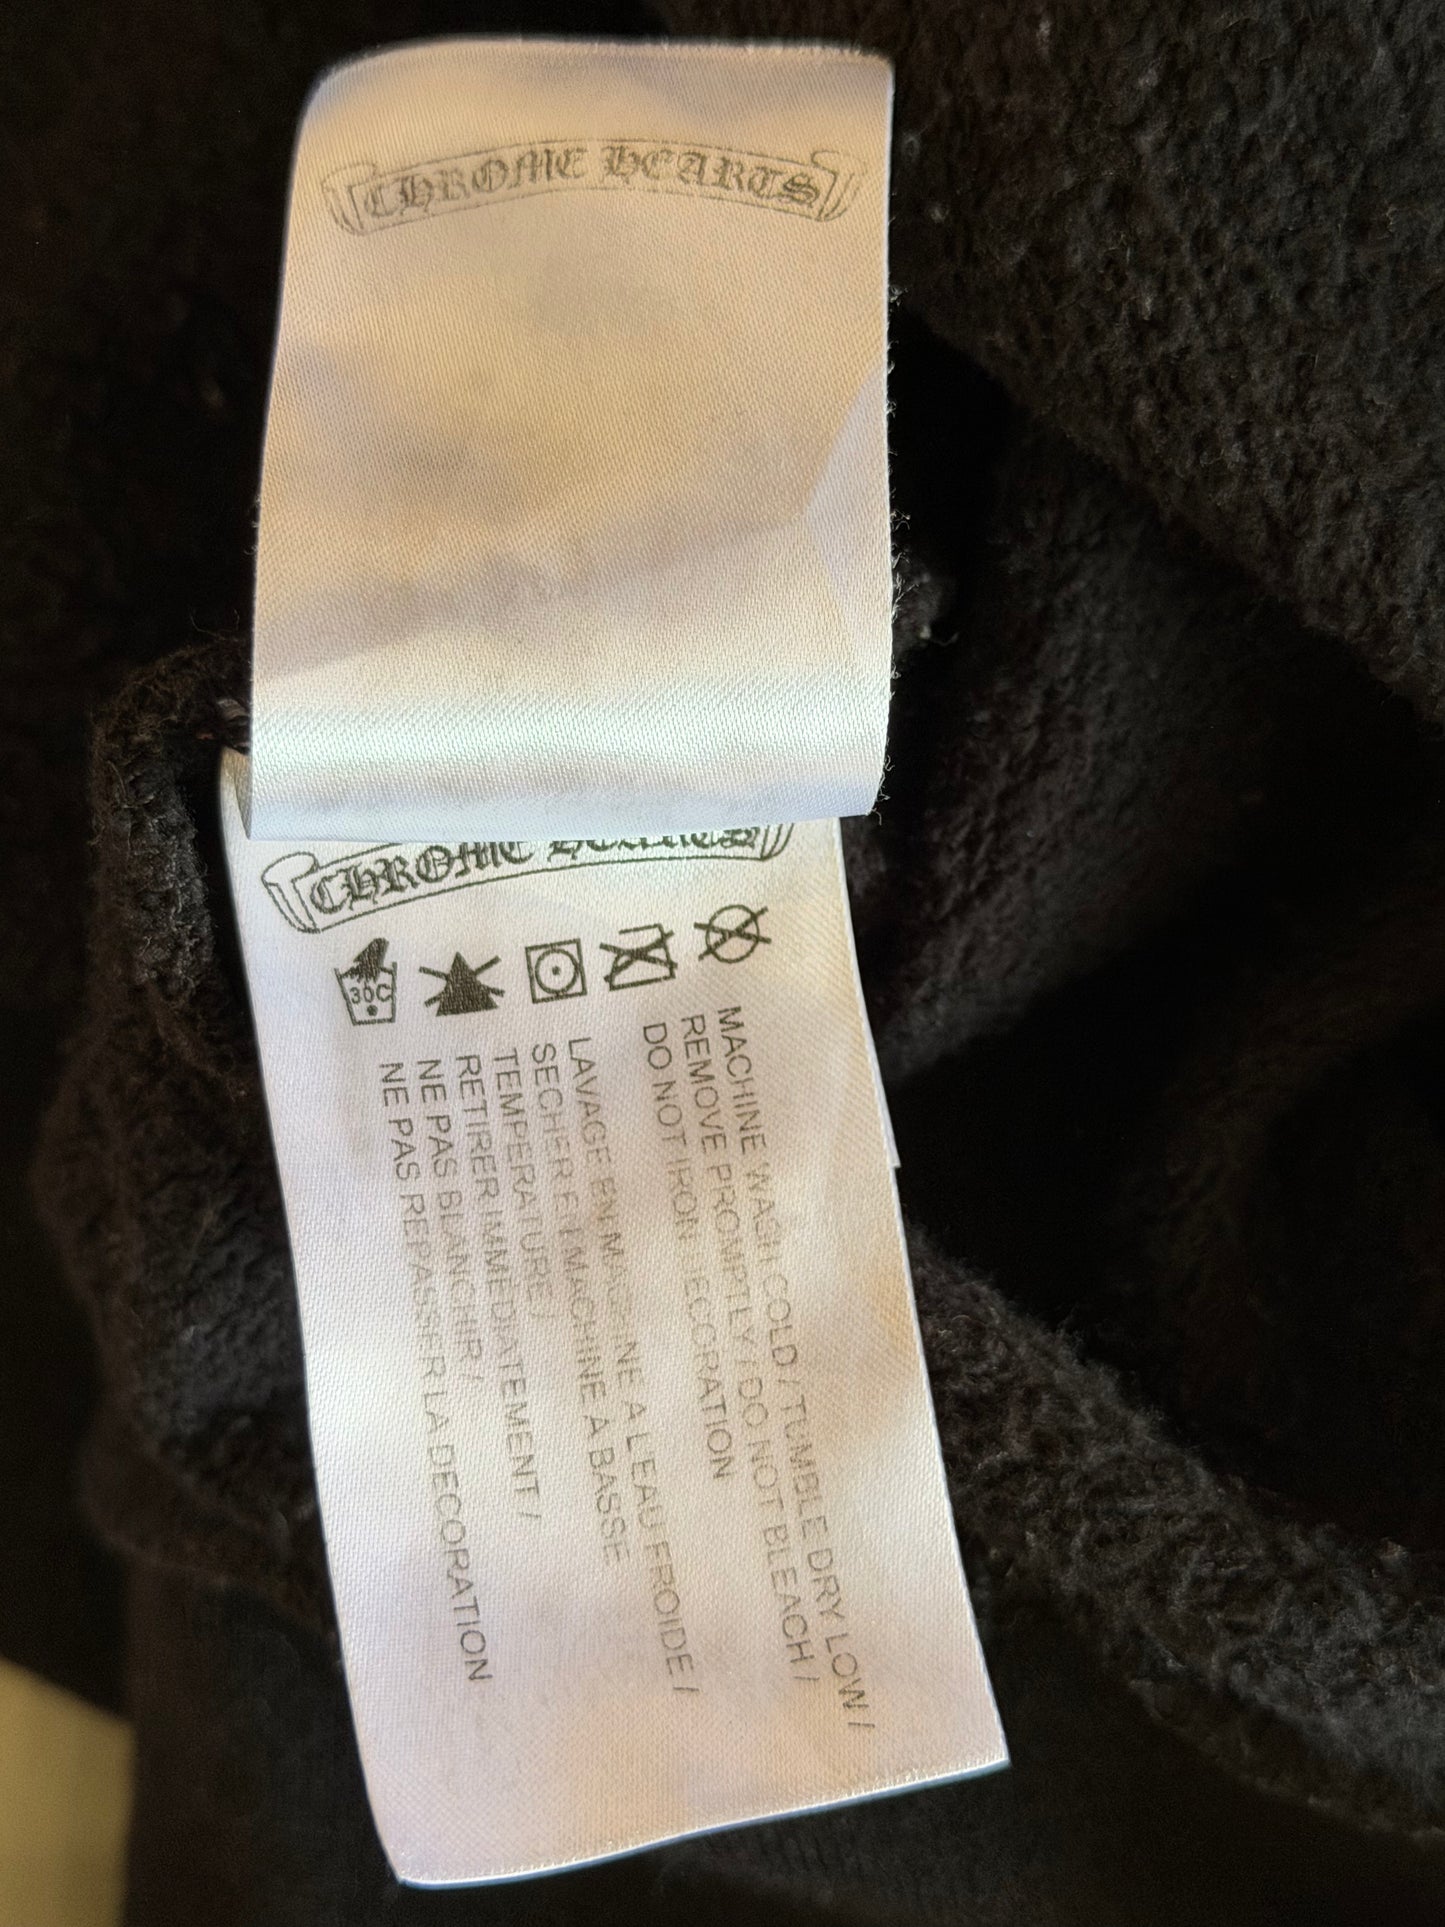 CHROME HEARTS
CHROME HEARTS
30C
MACHINE WASH COLD / TUMBLE DRY LOW /
REMOVE PROMPTLY / DO NOT BLEACH /
DO NOT IRON DECORATION
LAVAGE EN MACHINE A L'EAU FROIDE /
SECHER EN MACHINE À BASSE
TEMPERATURE /
RETIRER IMMEDIATEMENT /
NE PAS BLANCHIR /
NE PAS REPASSER LA DECORATION